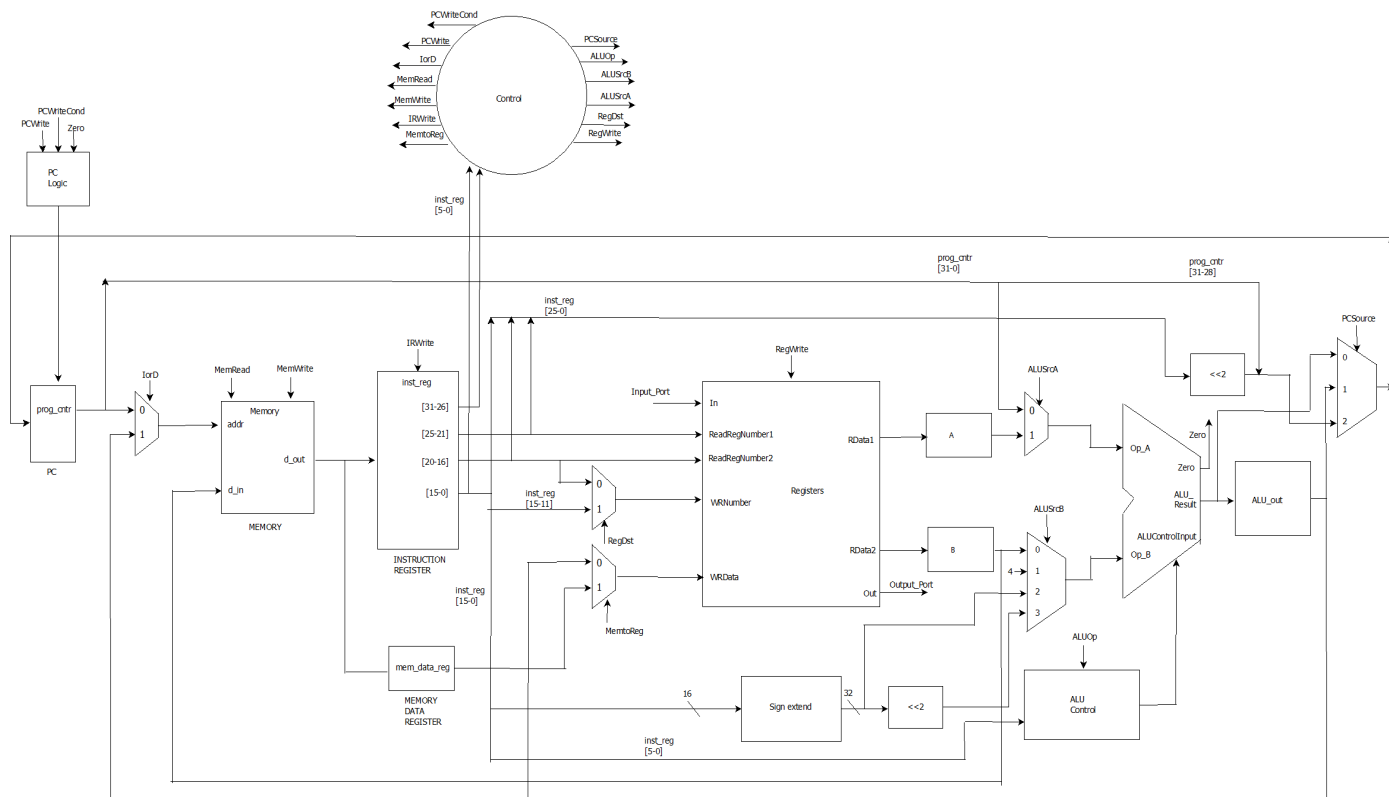 PCWriteCond
PCWrite
IorD
MemRead
MemWrite
IRWrite
MemtoReg
Control
PCSource
ALUOp
ALUSrcB
ALUSrcA
RegDst
RegWrite
PCWriteCond
PCWrite
Zero
PC
Logic
inst_reg
[5-0]
prog_cntr
[31-0]
prog_cntr
[31-28]
inst_reg
[25-0]
PCSource
0
1
2
<<2
prog_cntr
PC
IorD
0
1
MemRead
MemWrite
Memory
addr
d_out
d_in
MEMORY
IRWrite
inst_reg
[31-26]
[25-21]
[20-16]
[15-0]
INSTRUCTION
REGISTER
inst_reg
[15-11]
0
1
RegDst
0
1
MemtoReg
inst_reg
[15-0]
mem_data_reg
MEMORY
DATA
REGISTER
RegWrite
Input_Port
In
ReadRegNumber1
ReadRegNumber2
WRNumber
WRData
Registers
RData1
RData2
Out
Output_Port
A
B
ALUSrcA
0
1
ALUSrcB
0
4
1
2
3
Op_A
Op_B
Zero
Zero
ALU_
Result
ALUControlInput
ALU_out
16
Sign extend
32
<<2
inst_reg
[5-0]
ALUOp
ALU
Control